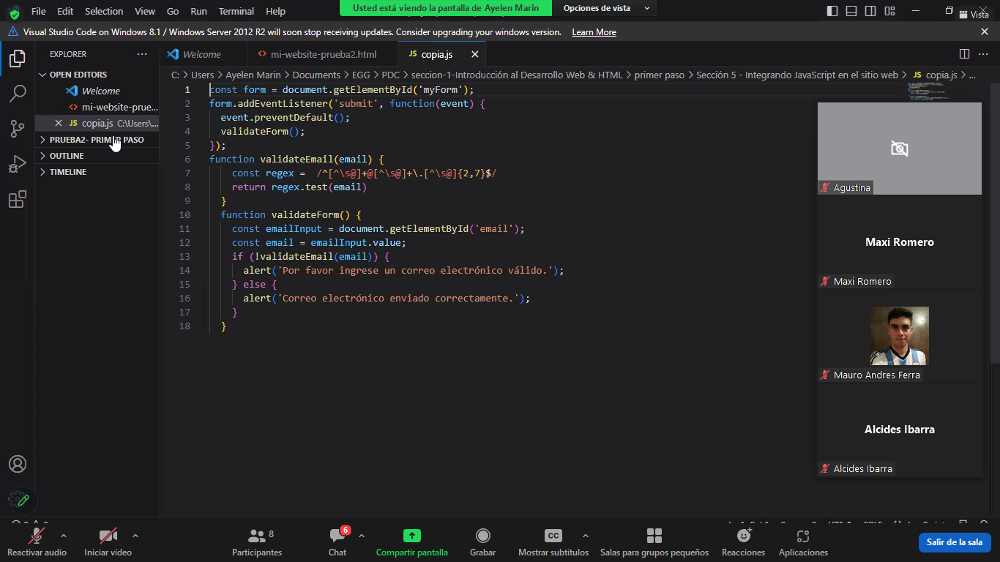 File Edit Selection View Go Run Terminal Help
Usted está viendo la pantalla de Ayelen Marin Opciones de vista
Vista
Visual Studio Code on Windows 8.1 / Windows Server 2012 R2 will soon stop receiving updates. Consider upgrading your windows version. Learn More
EXPLORER
Welcome mi-website-prueba2.html JS copia.js
OPEN EDITORS
C: > Users > Ayelen Marin > Documents > EGG > PDC > seccion-1-Introducción al Desarrollo Web & HTML > primer paso > Sección 5 - Integrando JavaScript en el sitio web > JS copia.js > ...
Welcome
mi-website-prue...
JS copia.js C:\Users\...
PRUEBA2- PRIMER PASO
OUTLINE
TIMELINE
1 const form = document.getElementById('myForm');
2 form.addEventListener('submit', function(event) {
3 event.preventDefault();
4 validateForm();
5 });
6 function validateEmail(email) {
7 const regex = /^[^\s@]+@[^\s@]+\.[^\s@]{2,7}$/
8 return regex.test(email)
9 }
10 function validateForm() {
11 const emailInput = document.getElementById('email');
12 const email = emailInput.value;
13 if (!validateEmail(email)) {
14 alert('Por favor ingrese un correo electrónico válido.');
15 } else {
16 alert('Correo electrónico enviado correctamente.');
17 }
18 }
Agustina
Maxi Romero
Maxi Romero
Mauro Andres Ferra
Alcides Ibarra
Alcides Ibarra
Reactivar audio
Iniciar vídeo
8
Participantes
6
Chat
Compartir pantalla
Grabar
CC
Mostrar subtítulos
Salas para grupos pequeños
Reacciones
Aplicaciones
Salir de la sala